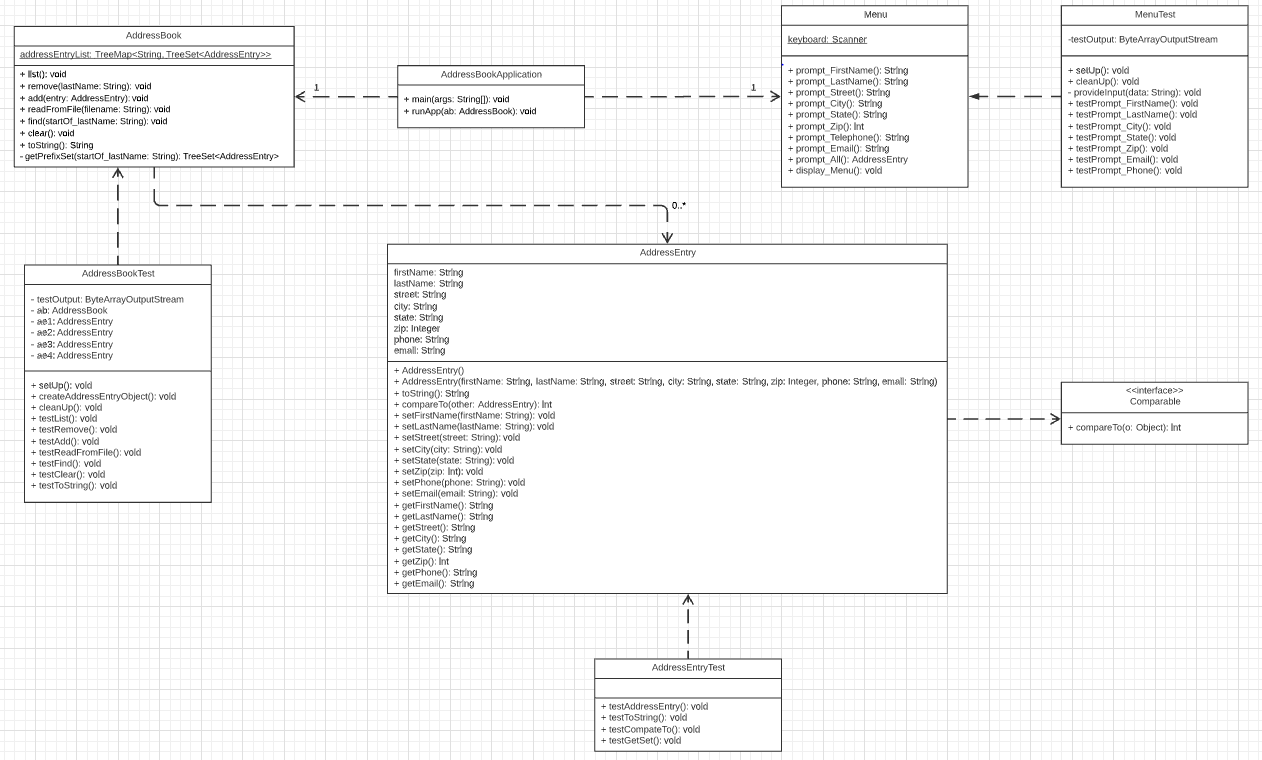 AddressBook
addressEntryList: TreeMap<String, TreeSet<AddressEntry>>
+ list(): void
+ remove(lastName: String): void
+ add(entry: AddressEntry): void
+ readFromFile(filename: String): void
+ find(startOf_lastName: String): void
+ clear(): void
+ toString(): String
- getPrefixSet(startOf_lastName: String): TreeSet<AddressEntry>
1
AddressBookApplication
+ main(args: String[]): void
+ runApp(ab: AddressBook): void
1
Menu
keyboard: Scanner
+ prompt_FirstName(): String
+ prompt_LastName(): String
+ prompt_Street(): String
+ prompt_City(): String
+ prompt_State(): String
+ prompt_Zip(): Int
+ prompt_Telephone(): String
+ prompt_Email(): String
+ prompt_All(): AddressEntry
+ display_Menu(): void
MenuTest
-testOutput: ByteArrayOutputStream
+ setUp(): void
+ cleanUp(): void
- provideInput(data: String): void
+ testPrompt_FirstName(): void
+ testPrompt_LastName(): void
+ testPrompt_City(): void
+ testPrompt_State(): void
+ testPrompt_Zip(): void
+ testPrompt_Email(): void
+ testPrompt_Phone(): void
0..*
AddressBookTest
- testOutput: ByteArrayOutputStream
- ab: AddressBook
- ae1: AddressEntry
- ae2: AddressEntry
- ae3: AddressEntry
- ae4: AddressEntry
+ setUp(): void
+ createAddressEntryObject(): void
+ cleanUp(): void
+ testList(): void
+ testRemove(): void
+ testAdd(): void
+ testReadFromFile(): void
+ testFind(): void
+ testClear(): void
+ testToString(): void
AddressEntry
firstName: String
lastName: String
street: String
city: String
state: String
zip: Integer
phone: String
email: String
+ AddressEntry()
+ AddressEntry(firstName: String, lastName: String, street: String, city: String, state: String, zip: Integer, phone: String, email: String)
+ toString(): String
+ compareTo(other: AddressEntry): Int
+ setFirstName(firstName: String): void
+ setLastName(lastName: String): void
+ setStreet(street: String): void
+ setCity(city: String): void
+ setState(state: String): void
+ setZip(zip: Int): void
+ setPhone(phone: String): void
+ setEmail(email: String): void
+ getFirstName(): String
+ getLastName(): String
+ getStreet(): String
+ getCity(): String
+ getState(): String
+ getZip(): Int
+ getPhone(): String
+ getEmail(): String
<<interface>>
Comparable
+ compareTo(o: Object): Int
AddressEntryTest
+ testAddressEntry(): void
+ testToString(): void
+ testCompateTo(): void
+ testGetSet(): void